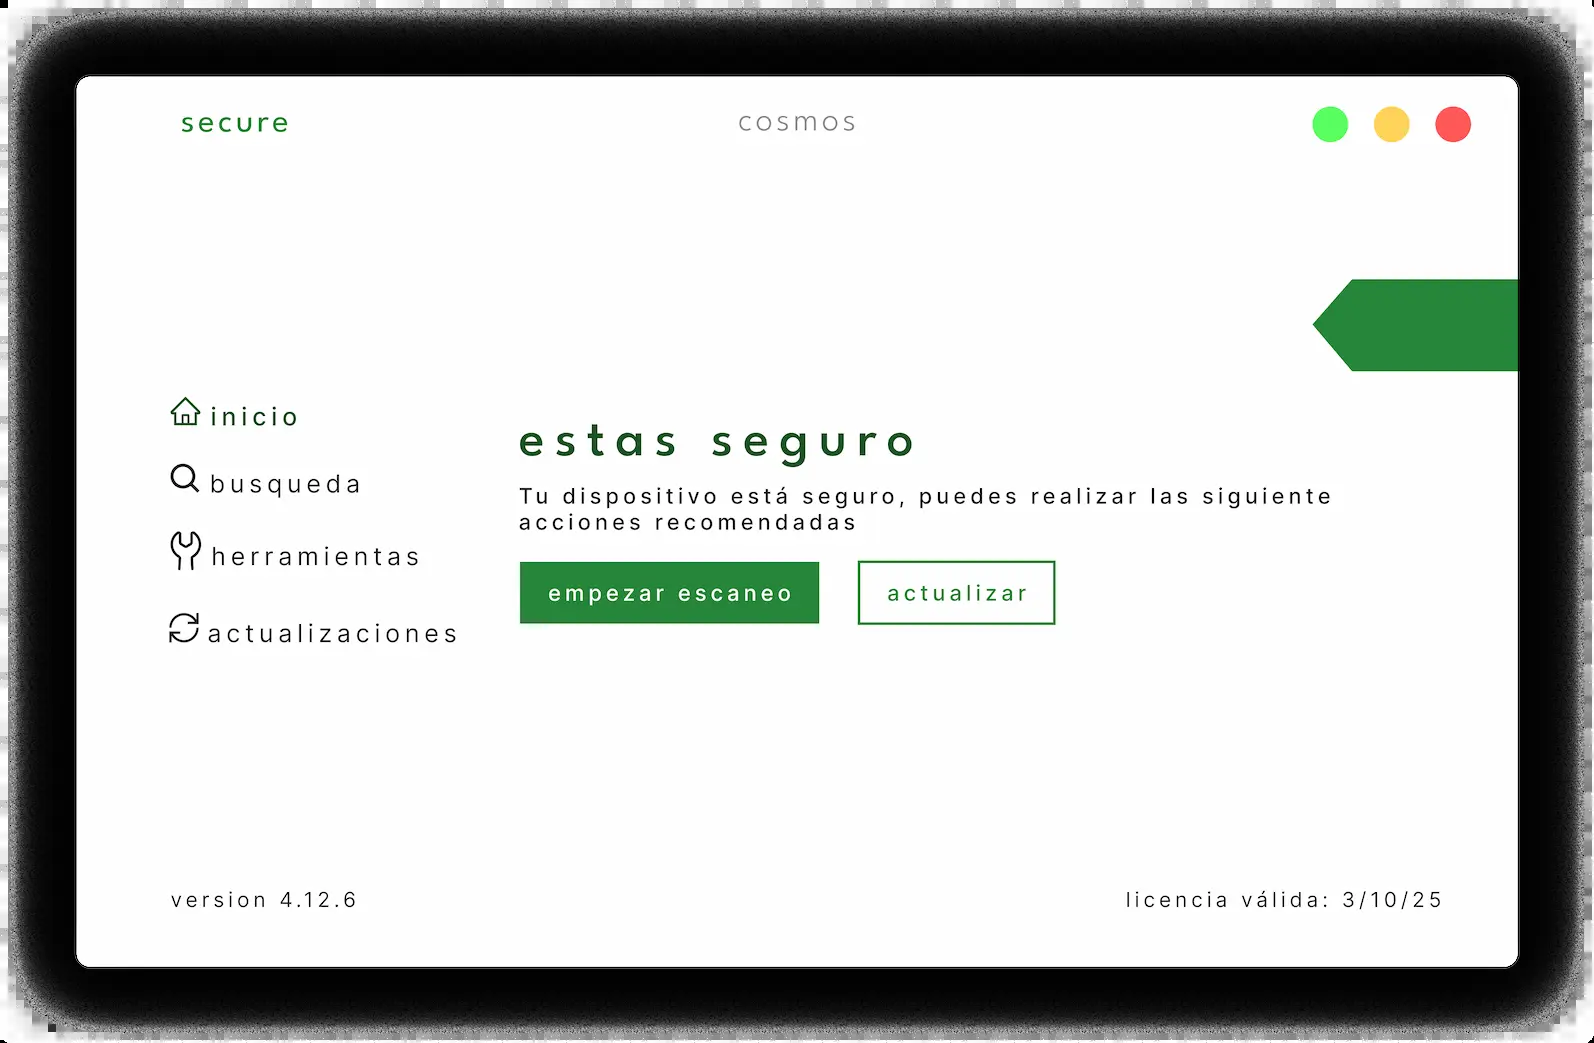 secure
cosmos
inicio
busqueda
herramientas
actualizaciones
estas seguro
Tu dispositivo está seguro, puedes realizar las siguiente
acciones recomendadas
empezar escaneo
actualizar
version 4.12.6
licencia válida: 3/10/25